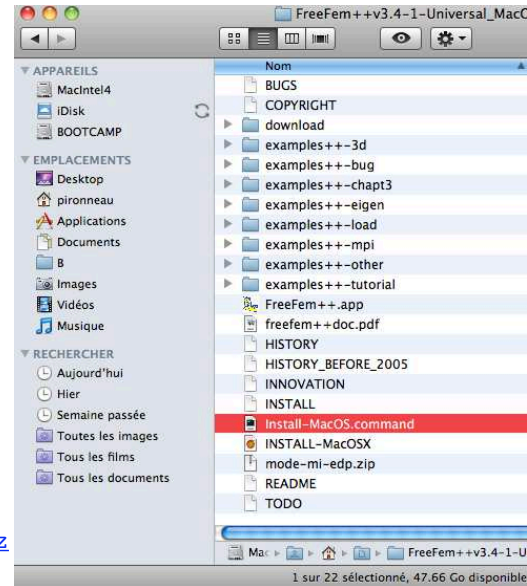 FreeFem++v3.4-1-Universal_MacO
Nom
APPAREILS
MacIntel4
iDisk
BOOTCAMP
EMPLACEMENTS
Desktop
pironneau
Applications
Documents
B
Images
Vidéos
Musique
RECHERCHER
Aujourd'hui
Hier
Semaine passée
Toutes les images
Tous les films
Tous les documents
BUGS
COPYRIGHT
download
examples++-3d
examples++-bug
examples++-chapt3
examples++-eigen
examples++-load
examples++-mpi
examples++-other
examples++-tutorial
FreeFem++.app
freefem++doc.pdf
HISTORY
HISTORY_BEFORE_2005
INNOVATION
INSTALL
Install-MacOS.command
INSTALL-MacOSX
mode-mi-edp.zip
README
TODO
z
Mac
FreeFem++v3.4-1-U
1 sur 22 sélectionné, 47.66 Go disponible